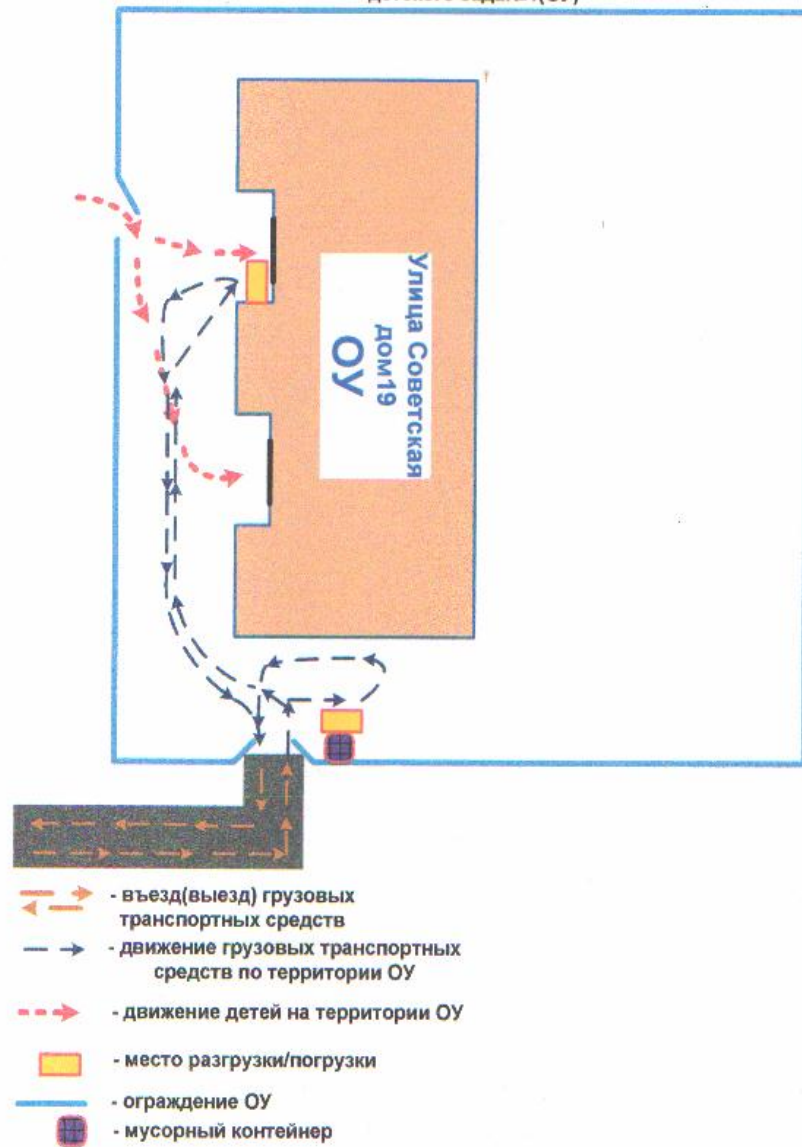 Улица Советская
дом19
ОУ
- въезд(выезд) грузовых
транспортных средств
- движение грузовых транспортных
средств по территории ОУ
- движение детей на территории ОУ
- место разгрузки/погрузки
- ограждение ОУ
- мусорный контейнер